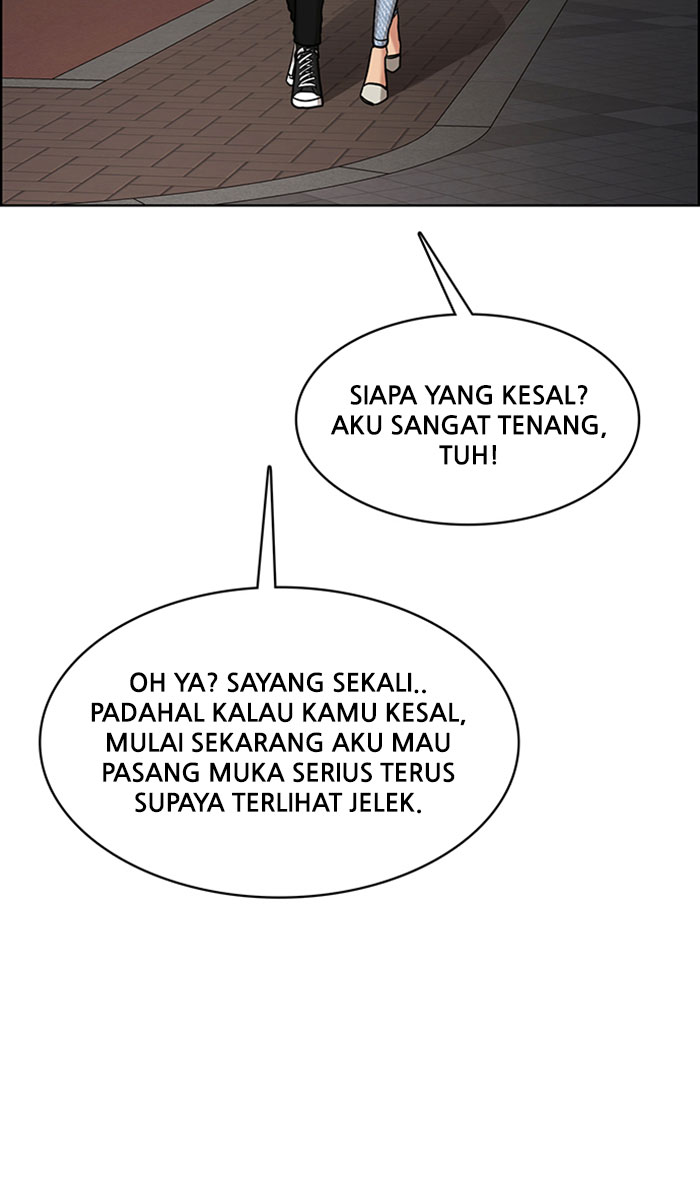 SIAPA YANG KESAL?
AKU SANGAT TENANG,
TUH!
OH YA? SAYANG SEKALI..
PADAHAL KALAU KAMU KESAL,
MULAI SEKARANG AKU MAU
PASANG MUKA SERIUS TERUS
SUPAYA TERLIHAT JELEK.